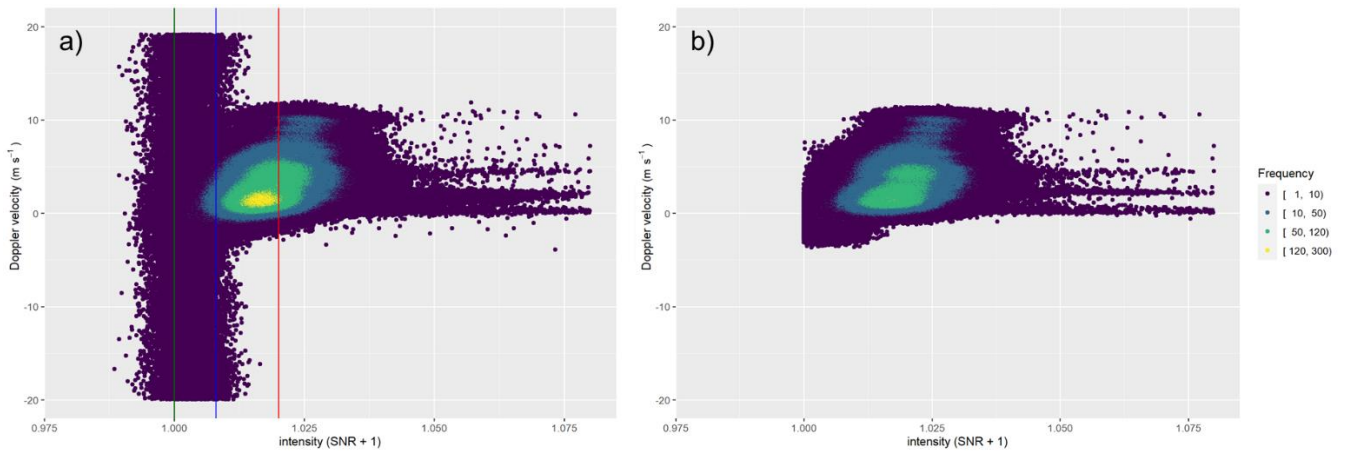 a)
20
10
0
-10
-20
Doppler velocity (m s⁻¹)
0.975
1.000
1.025
1.050
1.075
intensity (SNR + 1)
b)
20
10
0
-10
-20
Doppler velocity (m s⁻¹)
0.975
1.000
1.025
1.050
1.075
intensity (SNR + 1)
Frequency
[ 1, 10)
[ 10, 50)
[ 50, 120)
[ 120, 300)